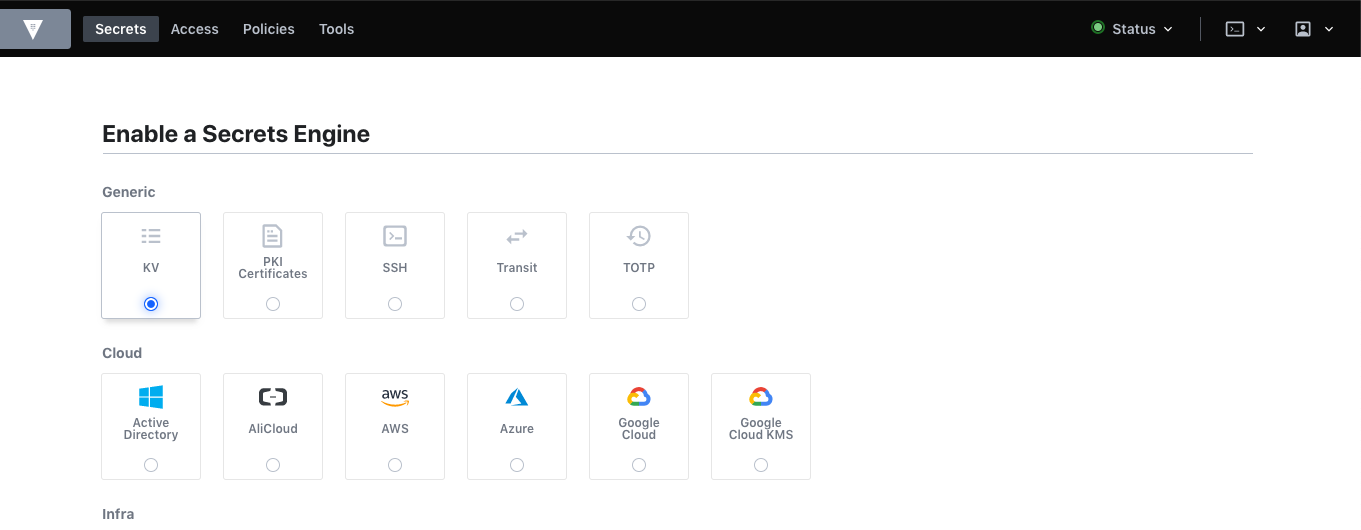 Secrets Access Policies Tools Status
Enable a Secrets Engine
Generic
KV
PKI
Certificates
SSH
Transit
TOTP
Cloud
Active
Directory
AliCloud
aws
AWS
Azure
Google
Cloud
Google
Cloud KMS
Infra